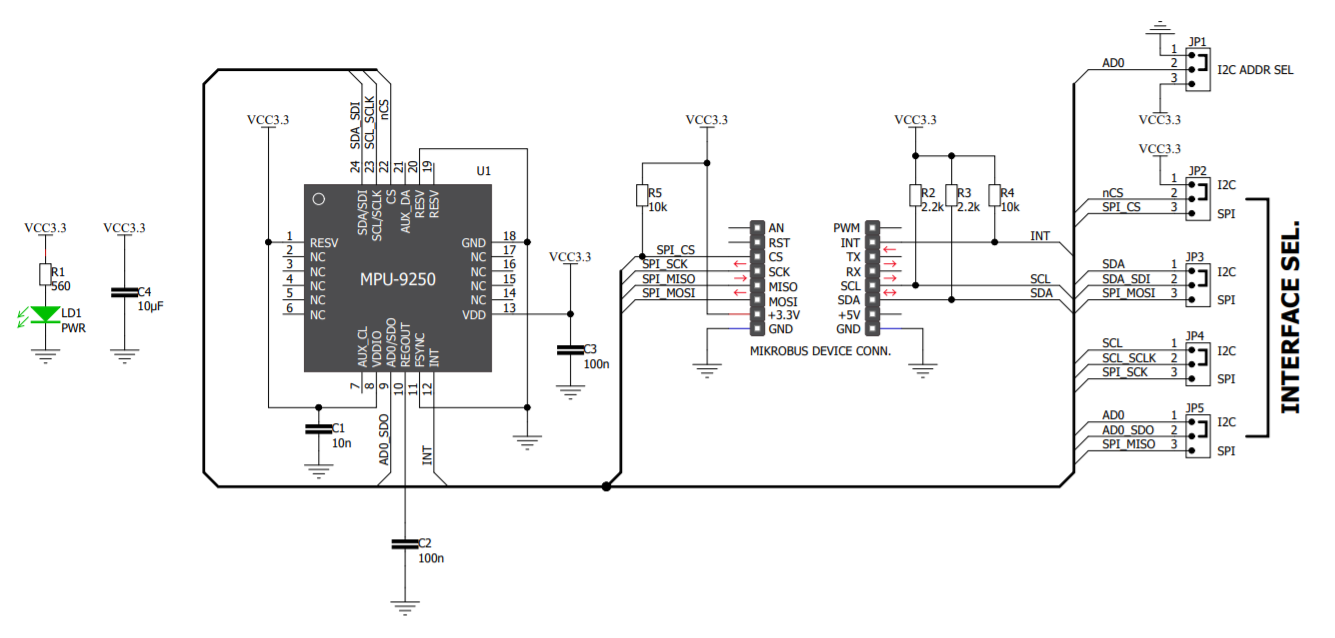 VCC3.3
R1
560
LD1
PWR
VCC3.3
C4
10µF
VCC3.3
SDA_SDI
SCL_SCLK
nCS
24
23
22
21
20
19
SDA/SDI
SCL/SCLK
CS
AUX_DA
RESV
RESV
U1
1 RESV
2 NC
3 NC
4 NC
5 NC
6 NC
MPU-9250
GND 18
NC 17
NC 16
NC 15
NC 14
VDD 13
AUX_CL
VDDIO
AD0/SDO
REGOUT
FSYNC
INT
7
8
9
10
11
12
AD0_SDO
INT
C1
10n
C2
100n
VCC3.3
C3
100n
VCC3.3
R5
10k
SPI_CS
SPI_SCK
SPI_MISO
SPI_MOSI
AN
RST
CS
SCK
MISO
MOSI
+3.3V
GND
PWM
INT
TX
RX
SCL
SDA
+5V
GND
MIKROBUS DEVICE CONN.
VCC3.3
R2
2.2k
R3
2.2k
R4
10k
INT
SCL
SDA
JP1
1
AD0 2
3
I2C ADDR SEL
VCC3.3
VCC3.3
JP2
1 I2C
nCS 2
SPI_CS 3 SPI
JP3
SDA 1 I2C
SDA_SDI 2
SPI_MOSI 3 SPI
JP4
SCL 1 I2C
SCL_SCLK 2
SPI_SCK 3 SPI
JP5
AD0 1 I2C
AD0_SDO 2
SPI_MISO 3 SPI
INTERFACE SEL.